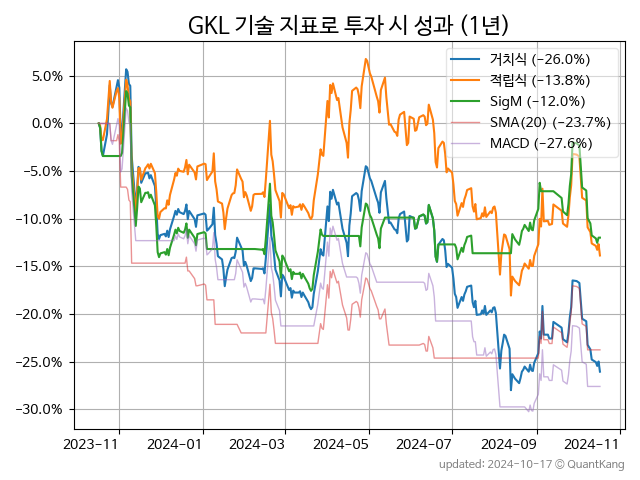 GKL 기술 지표로 투자 시 성과 (1년)
거치식 (−26.0%)
적립식 (−13.8%)
SigM (−12.0%)
SMA(20) (−23.7%)
MACD (−27.6%)
5.0%
0.0%
−5.0%
−10.0%
−15.0%
−20.0%
−25.0%
−30.0%
2023-11 2024-01 2024-03 2024-05 2024-07 2024-09 2024-11
updated: 2024-10-17 © QuantKang